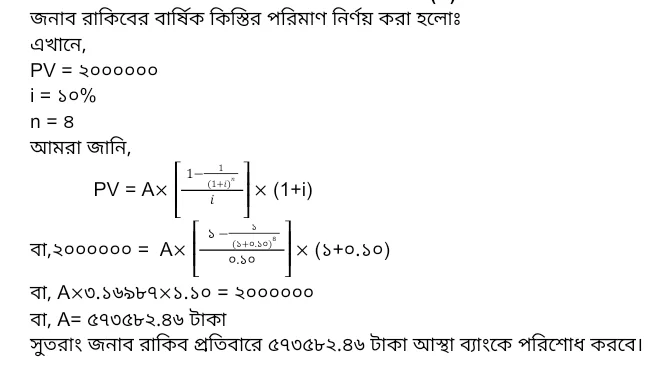 জনাব রাকিবের বার্ষিক কিস্তির পরিমাণ নির্ণয় করা হলোঃ
এখানে,
PV = ২০০০০০০
i = ১০%
n = ৪
আমরা জানি,
PV = A× [(1−1/(1+i)^n)/i] × (1+i)
বা,২০০০০০০ = A× [(১−১/(১+০.১০)^৪)/০.১০] × (১+০.১০)
বা, A×৩.১৬৯৮৭×১.১০ = ২০০০০০০
বা, A= ৫৭৩৫৮২.৪৬ টাকা
সুতরাং জনাব রাকিব প্রতিবারে ৫৭৩৫৮২.৪৬ টাকা আস্থা ব্যাংকে পরিশোধ করবে।